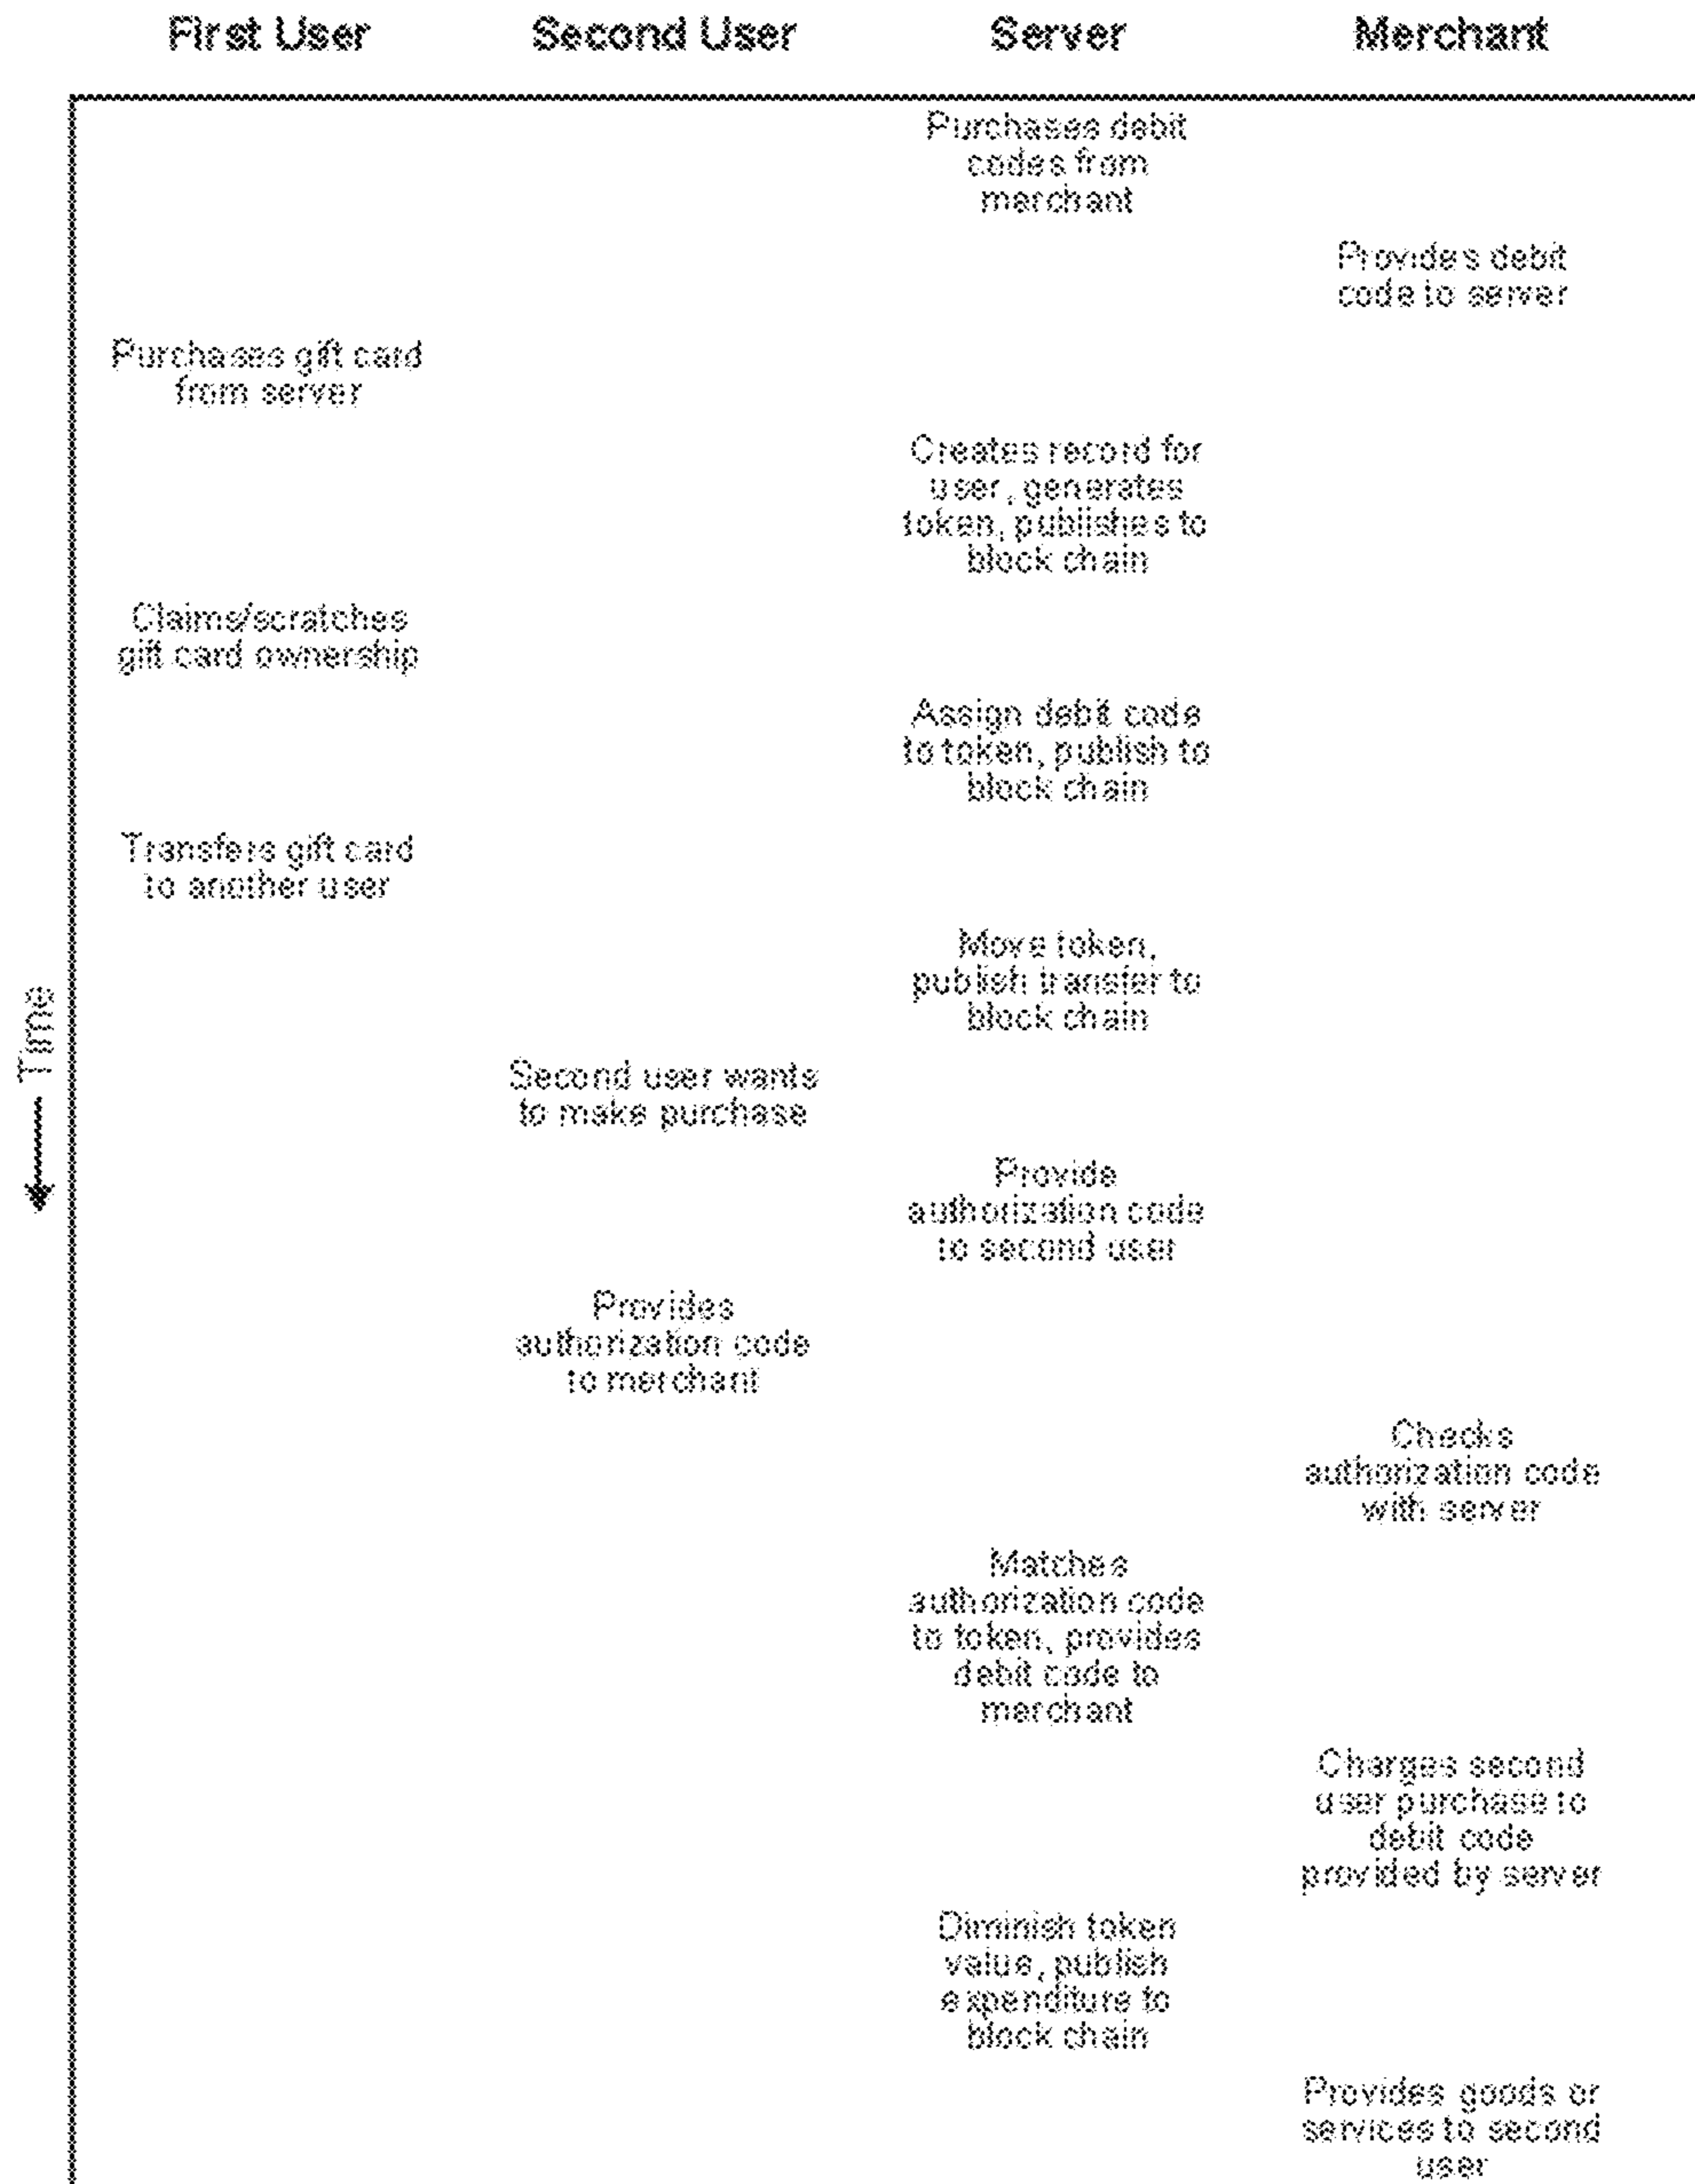 First User Second User Server Merchant
Purchases debit
codes from
merchant
Provides debit
code to server
Purchases gift card
from server
Creates record for
user, generates
token, publishes to
block chain
Claims/scratches
gift card ownership
Assign debit code
to token, publish to
block chain
Transfers gift card
to another user
Move token,
publish transfer to
block chain
Time
Second user wants
to make purchase
Provide
authorization code
to second user
Provides
authorization code
to merchant
Checks
authorization code
with server
Matches
authorization code
to token, provides
debit code to
merchant
Charges second
user purchase to
debit code
provided by server
Diminish token
value, publish
expenditure to
block chain
Provides goods or
services to second
user